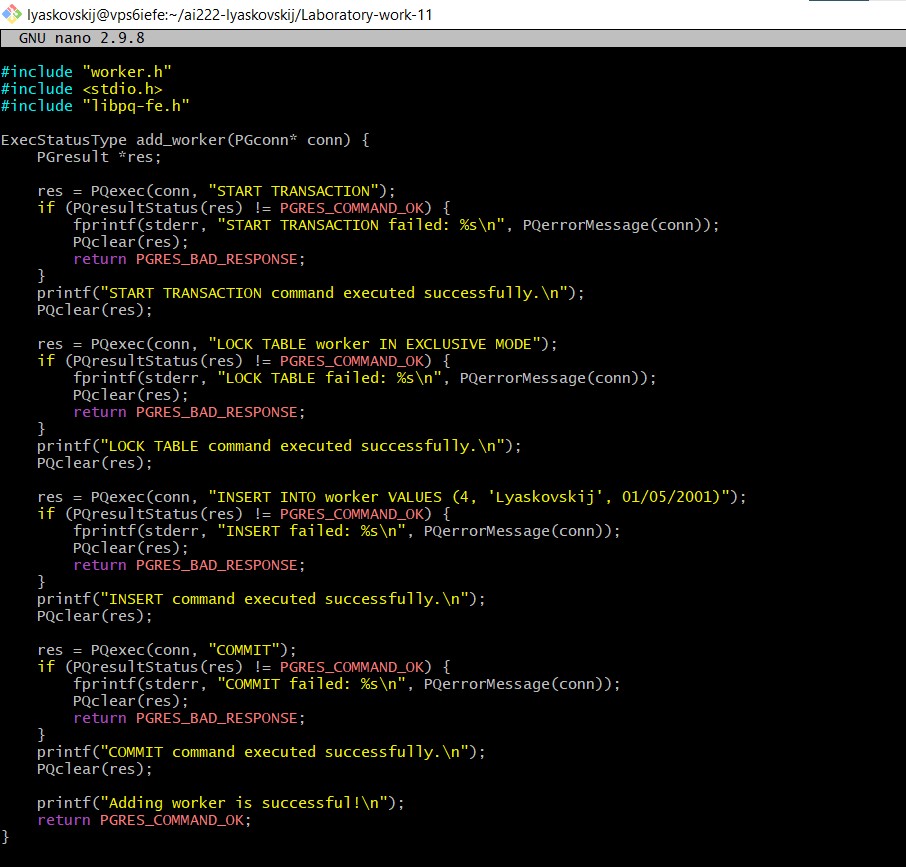 lyaskovskij@vps6iefe:~/ai222-lyaskovskij/Laboratory-work-11
GNU nano 2.9.8
#include "worker.h"
#include <stdio.h>
#include "libpq-fe.h"
ExecStatusType add_worker(PGconn* conn) {
    PGresult *res;
    res = PQexec(conn, "START TRANSACTION");
    if (PQresultStatus(res) != PGRES_COMMAND_OK) {
        fprintf(stderr, "START TRANSACTION failed: %s\n", PQerrorMessage(conn));
        PQclear(res);
        return PGRES_BAD_RESPONSE;
    }
    printf("START TRANSACTION command executed successfully.\n");
    PQclear(res);
    res = PQexec(conn, "LOCK TABLE worker IN EXCLUSIVE MODE");
    if (PQresultStatus(res) != PGRES_COMMAND_OK) {
        fprintf(stderr, "LOCK TABLE failed: %s\n", PQerrorMessage(conn));
        PQclear(res);
        return PGRES_BAD_RESPONSE;
    }
    printf("LOCK TABLE command executed successfully.\n");
    PQclear(res);
    res = PQexec(conn, "INSERT INTO worker VALUES (4, 'Lyaskovskij', 01/05/2001)");
    if (PQresultStatus(res) != PGRES_COMMAND_OK) {
        fprintf(stderr, "INSERT failed: %s\n", PQerrorMessage(conn));
        PQclear(res);
        return PGRES_BAD_RESPONSE;
    }
    printf("INSERT command executed successfully.\n");
    PQclear(res);
    res = PQexec(conn, "COMMIT");
    if (PQresultStatus(res) != PGRES_COMMAND_OK) {
        fprintf(stderr, "COMMIT failed: %s\n", PQerrorMessage(conn));
        PQclear(res);
        return PGRES_BAD_RESPONSE;
    }
    printf("COMMIT command executed successfully.\n");
    PQclear(res);
    printf("Adding worker is successful!\n");
    return PGRES_COMMAND_OK;
}